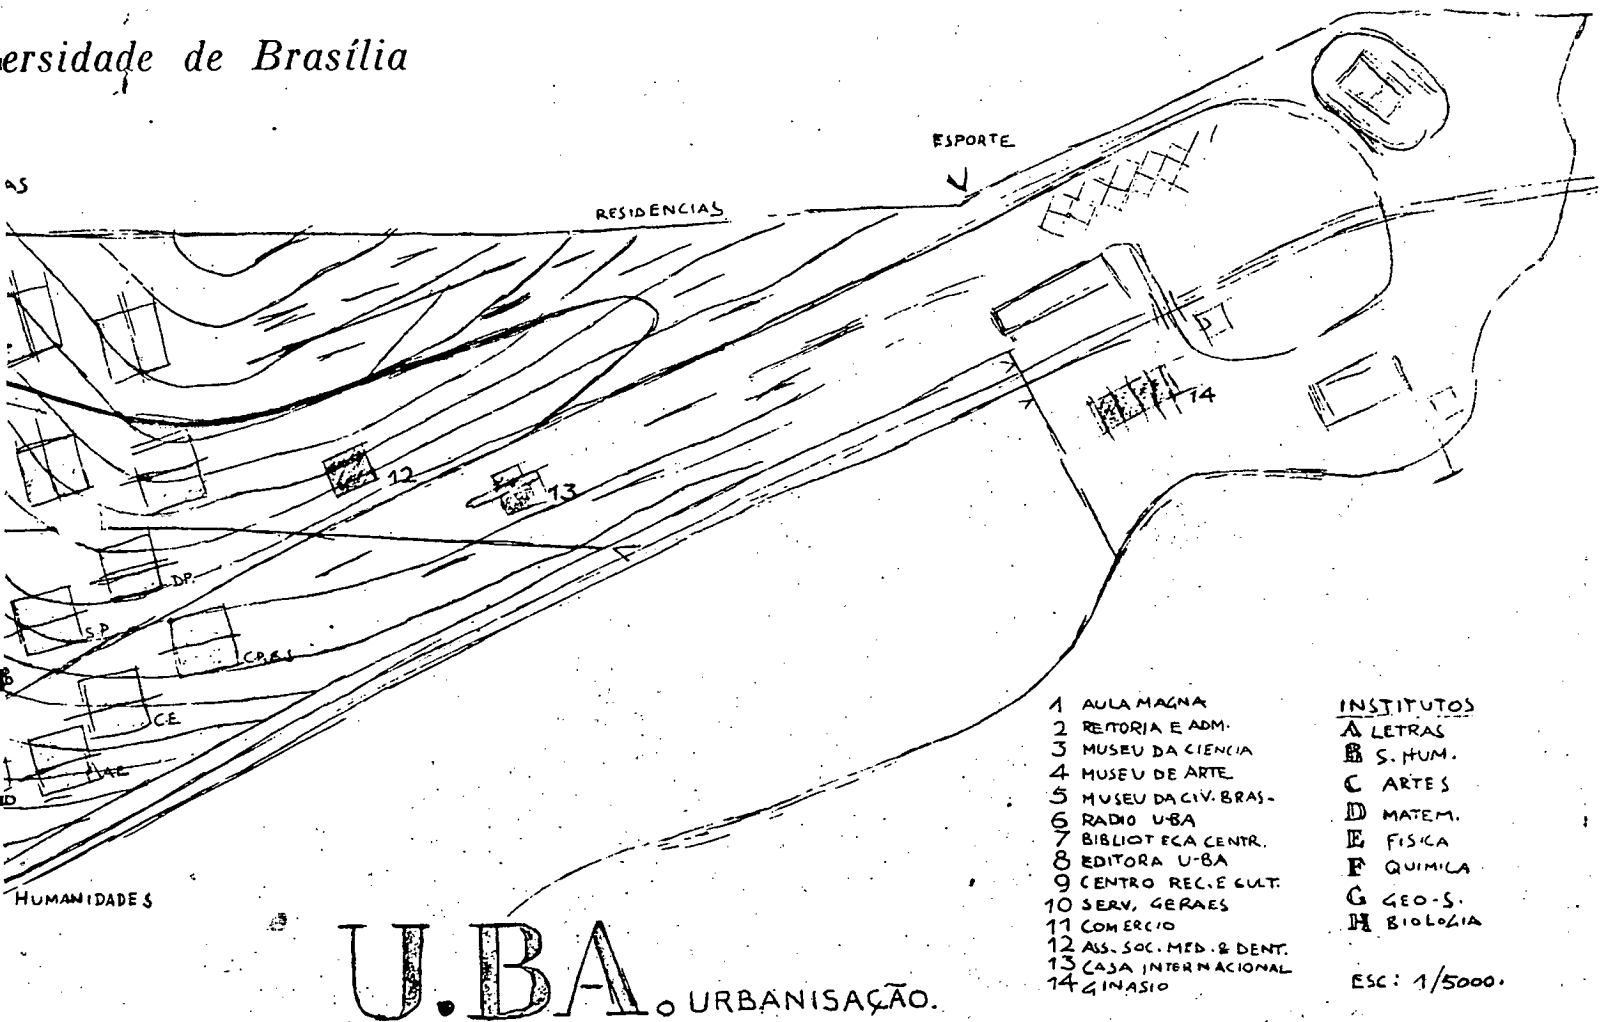 ersidade de Brasília
ESPORTE
AS
RESIDENCIAS
14
12
13
DP.
S.P
C.P.&J
C.E
A.E
HUMANIDADES
1 AULA MAGNA
2 REITORIA E ADM.
3 MUSEU DA CIENCIA
4 MUSEU DE ARTE
5 MUSEU DA CIV. BRAS.
6 RADIO U-BA
7 BIBLIOTECA CENTR.
8 EDITORA U-BA
9 CENTRO REC. E CULT.
10 SERV. GERAES
11 COMERCIO
12 ASS. SOC. MED. & DENT.
13 CASA INTERNACIONAL
14 GINASIO
INSTITUTOS
A LETRAS
B S. HUM.
C ARTES
D MATEM.
E FISICA
F QUIMICA
G GEO-S.
H BIOLOGIA
ESC: 1/5000.
U.BA. URBANISAÇÃO.